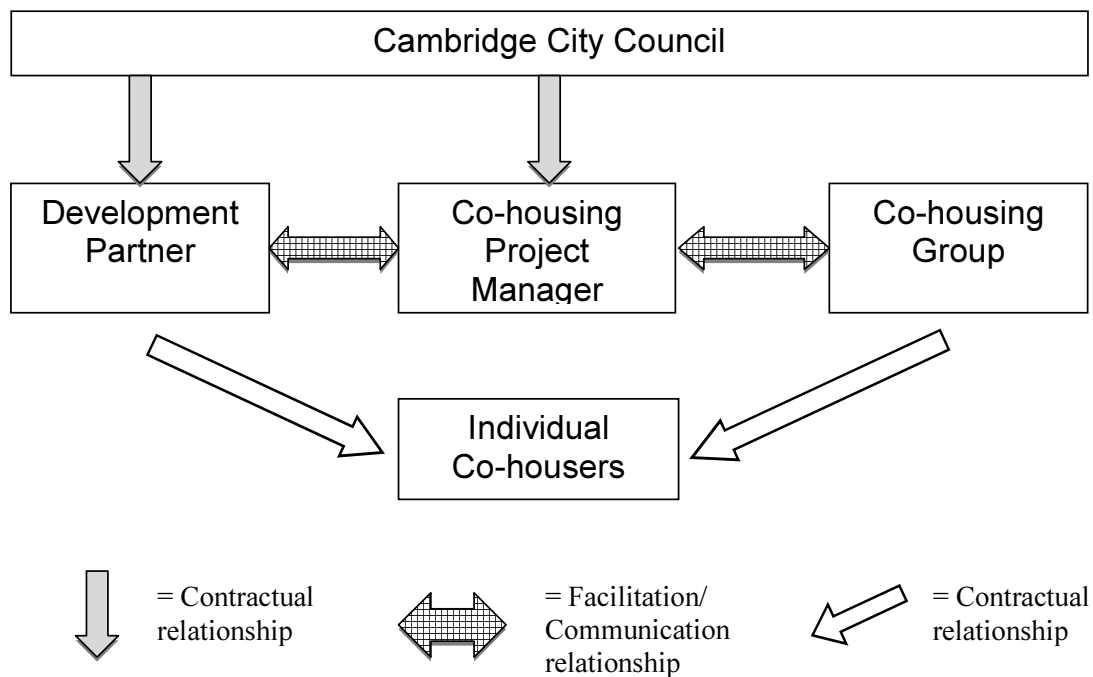 Cambridge City Council
Development
Partner
Co-housing
Project
Manager
Co-housing
Group
Individual
Co-housers
= Contractual
relationship
= Facilitation/
Communication
relationship
= Contractual
relationship